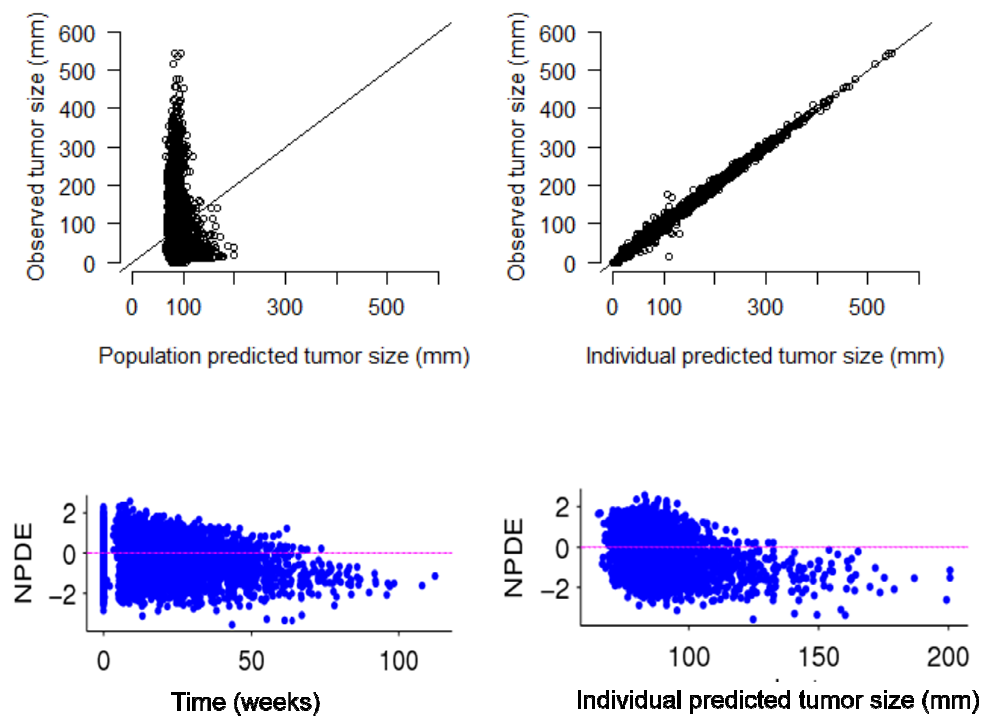 Observed tumor size (mm)
600
500
400
300
200
100
0
0 100 300 500
Population predicted tumor size (mm)
Observed tumor size (mm)
600
500
400
300
200
100
0
0 100 300 500
Individual predicted tumor size (mm)
NPDE
2
0
−2
0 50 100
Time (weeks)
NPDE
2
0
−2
100 150 200
Individual predicted tumor size (mm)